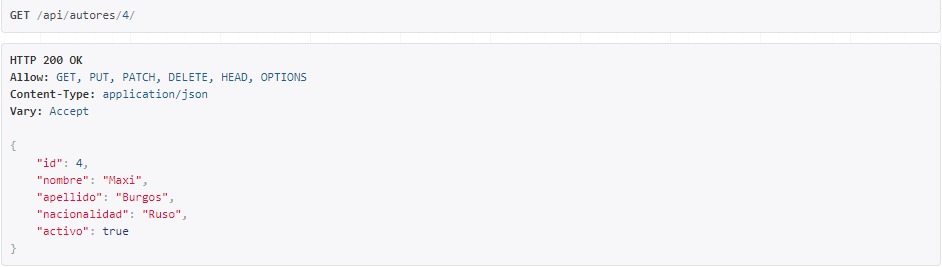 GET /api/autores/4/
HTTP 200 OK
Allow: GET, PUT, PATCH, DELETE, HEAD, OPTIONS
Content-Type: application/json
Vary: Accept
{
    "id": 4,
    "nombre": "Maxi",
    "apellido": "Burgos",
    "nacionalidad": "Ruso",
    "activo": true
}